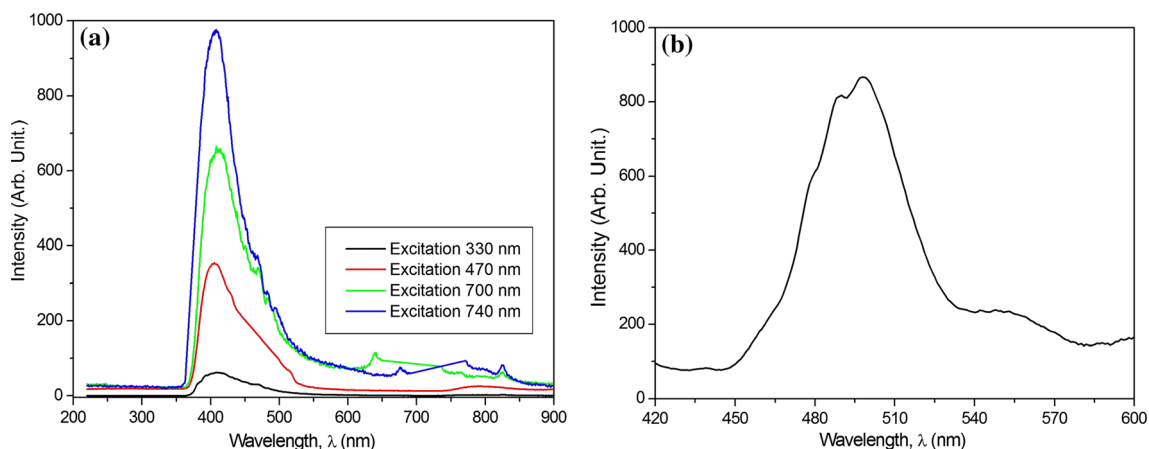 (a)
1000
800
600
400
200
0
Intensity (Arb. Unit.)
Excitation 330 nm
Excitation 470 nm
Excitation 700 nm
Excitation 740 nm
200 300 400 500 600 700 800 900
Wavelength, λ (nm)
(b)
1000
800
600
400
200
0
Intensity (Arb. Unit.)
420 450 480 510 540 570 600
Wavelength, λ (nm)